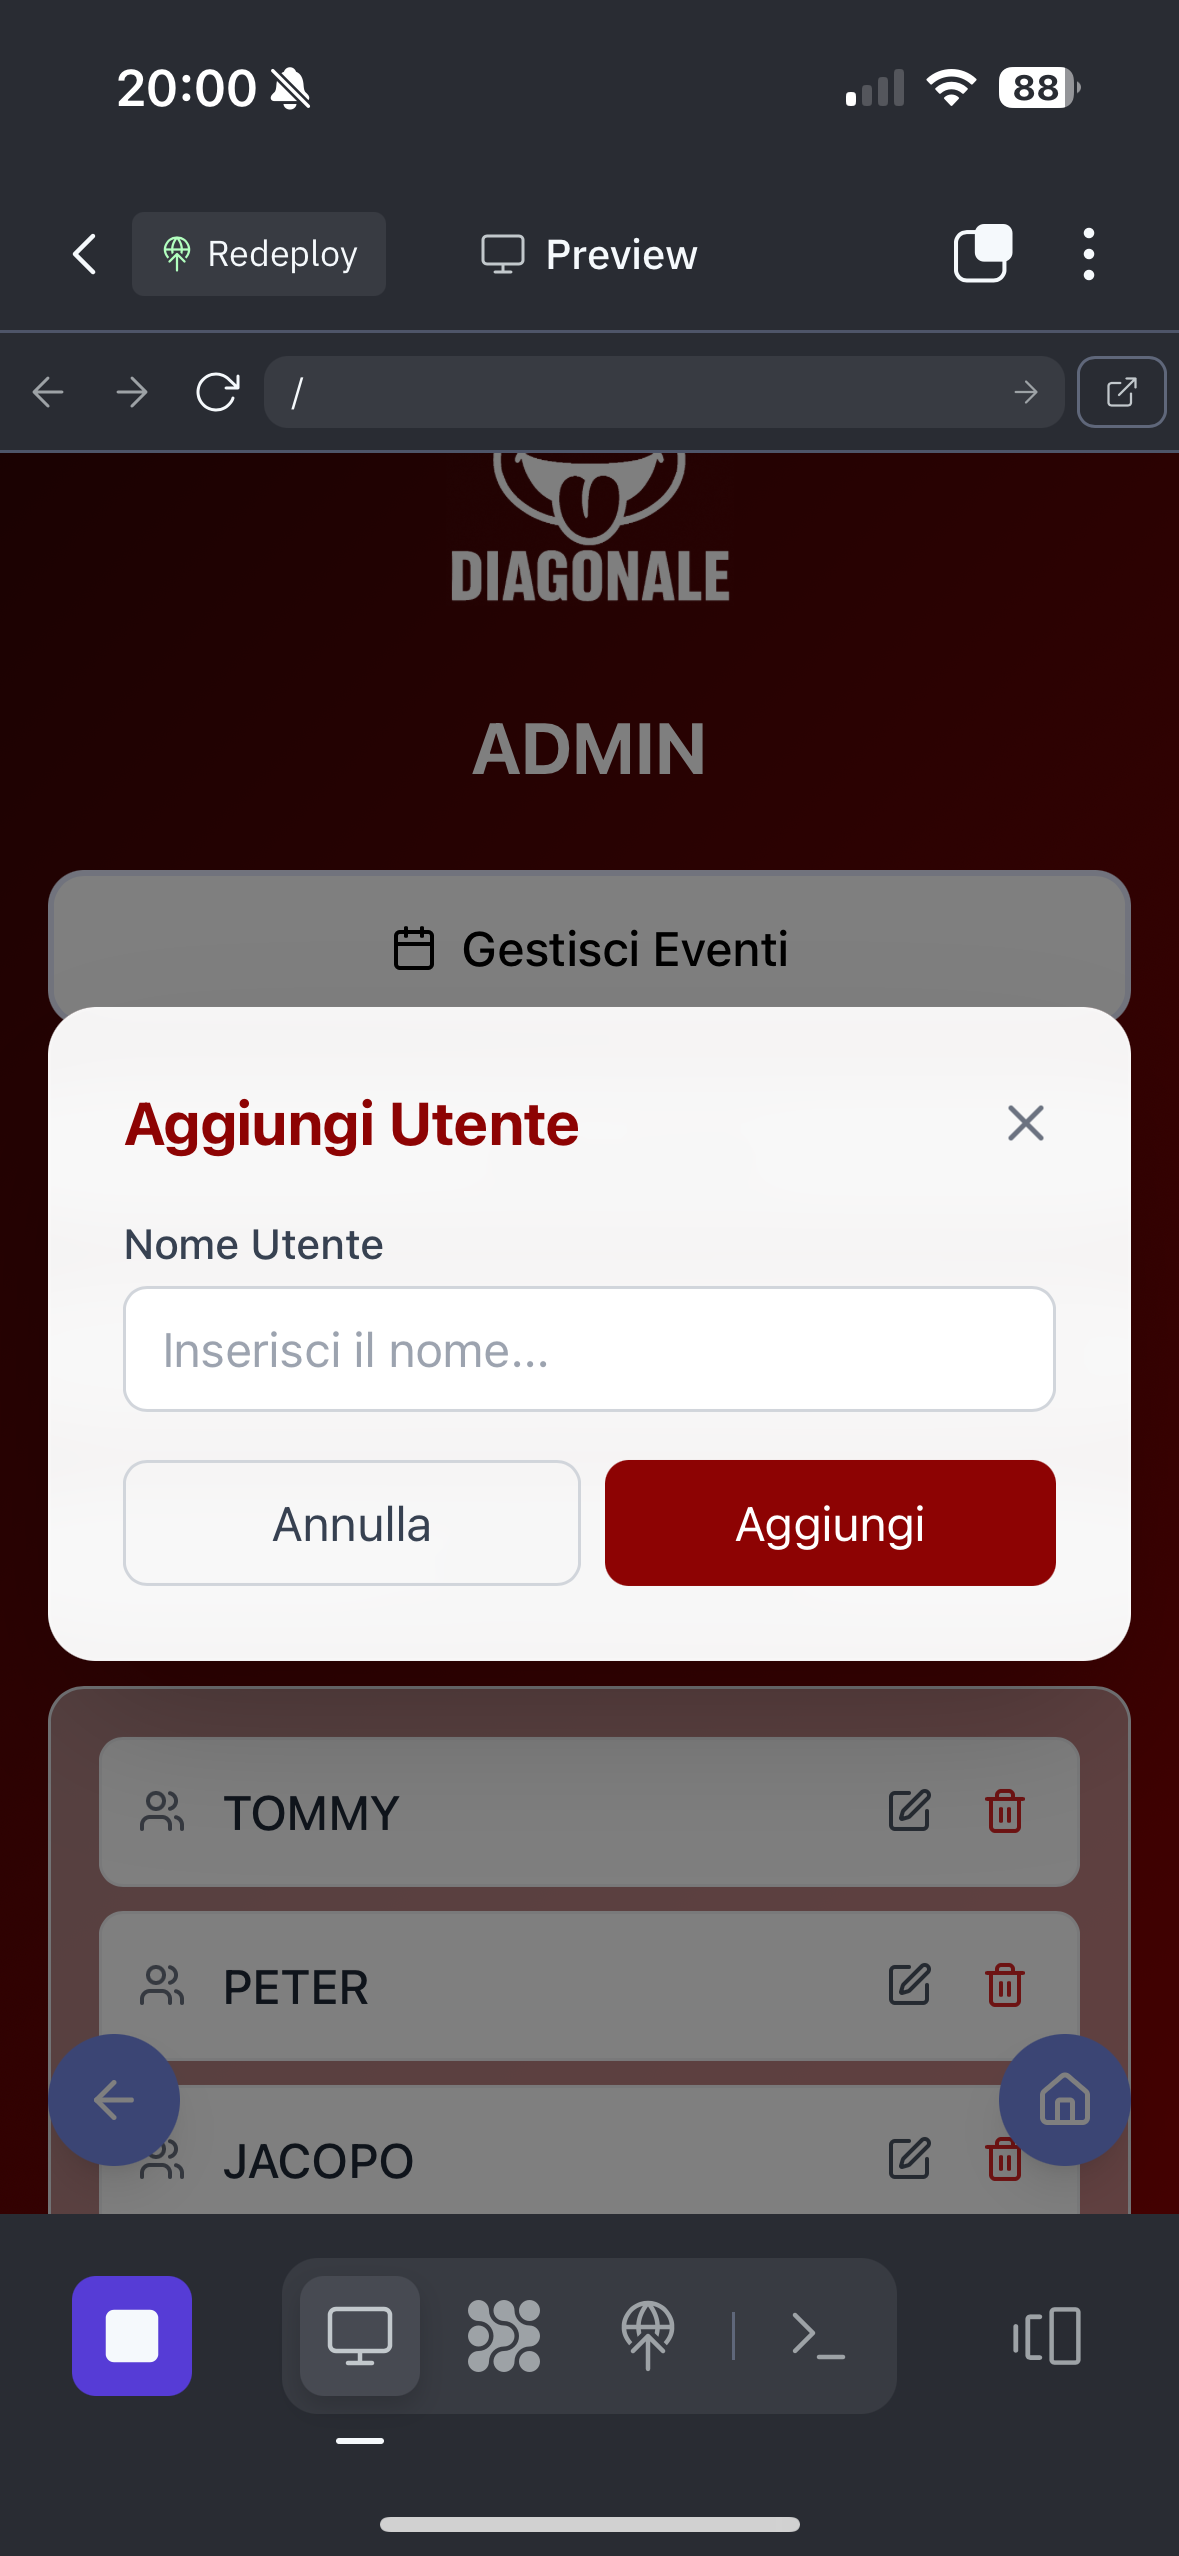 20:00
88
Redeploy
Preview
/
DIAGONALE
ADMIN
Gestisci Eventi
Aggiungi Utente
Nome Utente
Inserisci il nome...
Annulla
Aggiungi
TOMMY
PETER
JACOPO